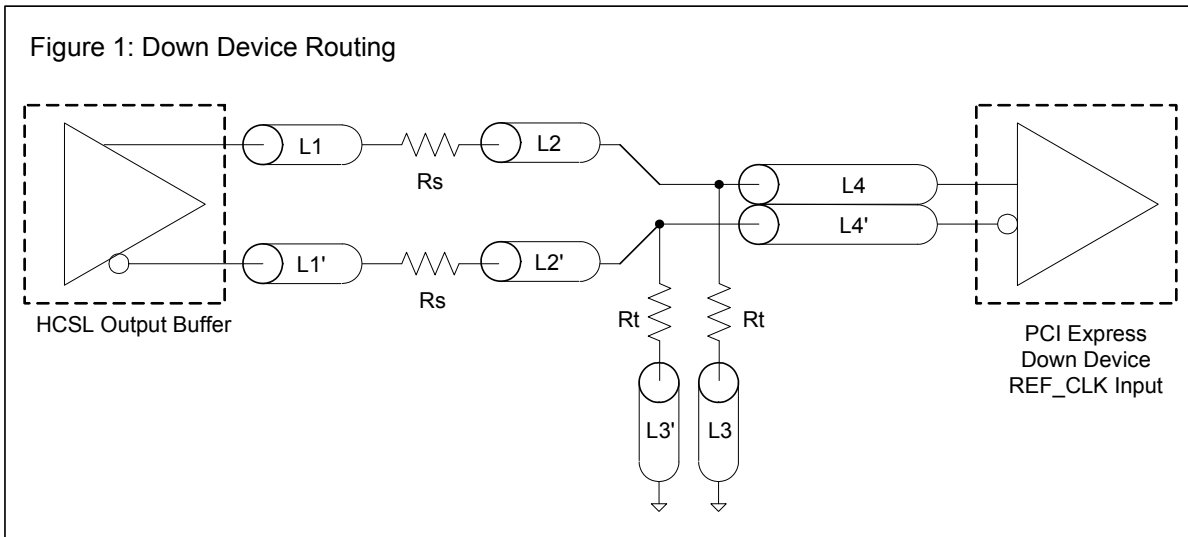 Figure 1: Down Device Routing
L1
Rs
L2
L4
L4'
L1'
Rs
L2'
HCSL Output Buffer
Rt
Rt
PCI Express
Down Device
REF_CLK Input
L3'
L3